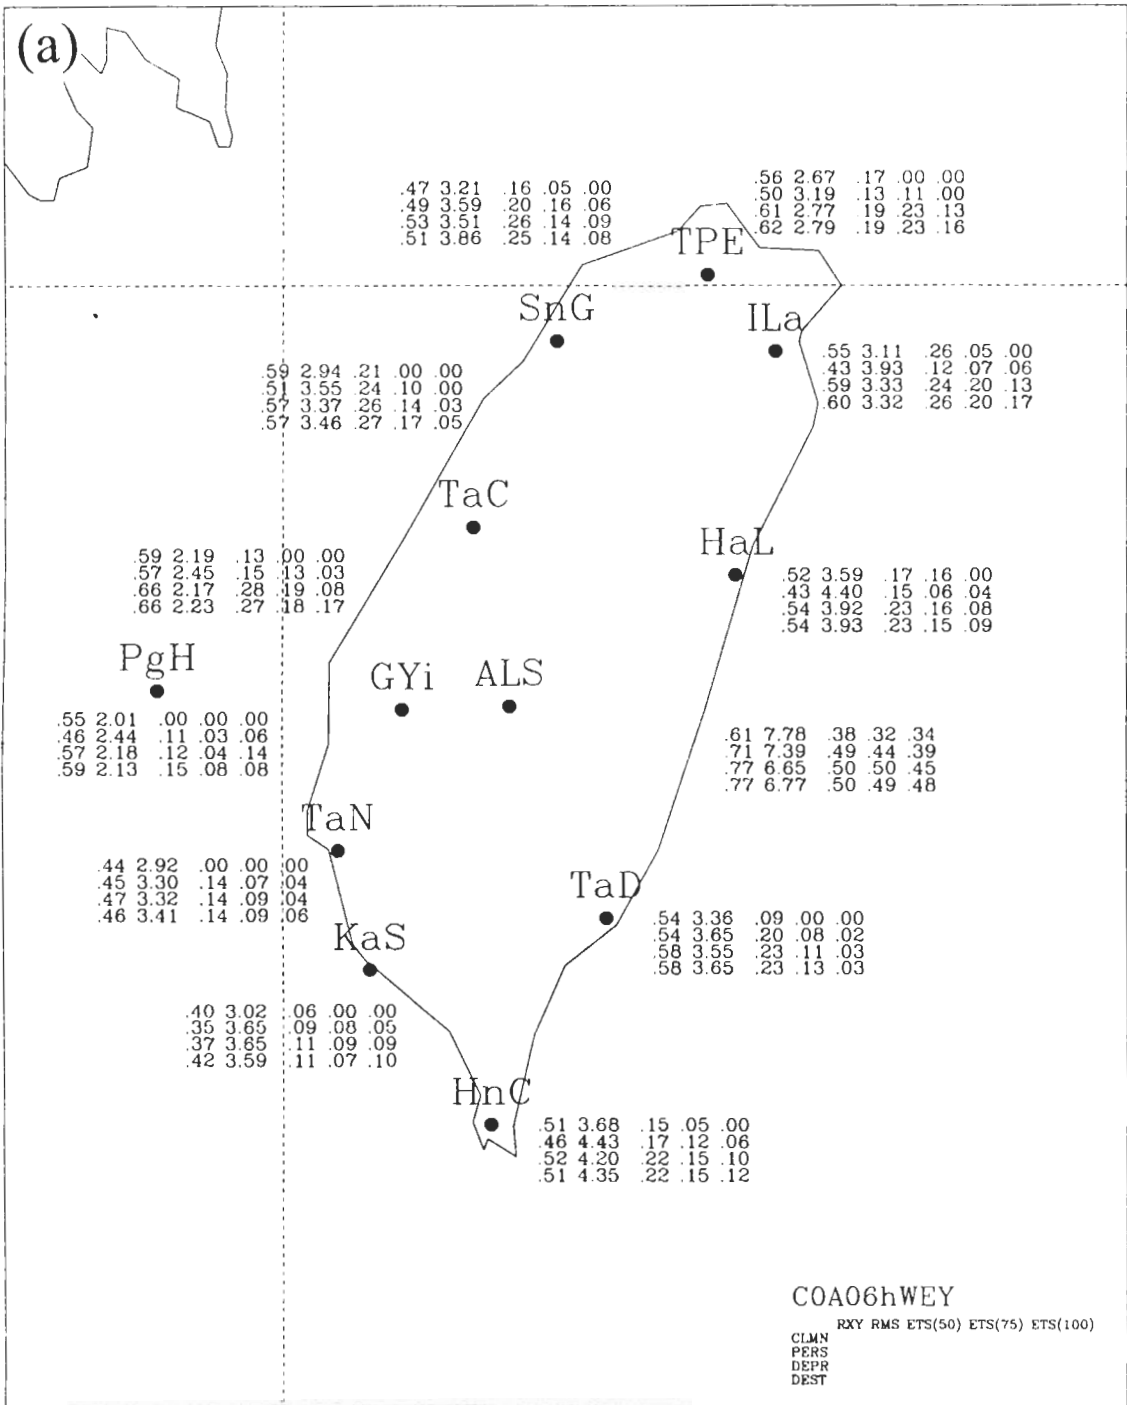 (a)
.47 3.21 .16 .05 .00
.49 3.59 .20 .16 .06
.53 3.51 .26 .14 .09
.51 3.86 .25 .14 .08
.56 2.67 .17 .00 .00
.50 3.19 .13 .11 .00
.61 2.77 .19 .23 .13
.62 2.79 .19 .23 .16
TPE
SnG
ILa
.55 3.11 .26 .05 .00
.43 3.93 .12 .07 .06
.59 3.33 .24 .20 .13
.60 3.32 .26 .20 .17
.59 2.94 .21 .00 .00
.51 3.55 .24 .10 .00
.57 3.37 .26 .14 .03
.57 3.46 .27 .17 .05
TaC
HaL
.59 2.19 .13 .00 .00
.57 2.45 .15 .13 .03
.66 2.17 .28 .19 .08
.66 2.23 .27 .18 .17
.52 3.59 .17 .16 .00
.43 4.40 .15 .06 .04
.54 3.92 .23 .16 .08
.54 3.93 .23 .15 .09
PgH
GYi
ALS
.55 2.01 .00 .00 .00
.46 2.44 .11 .03 .06
.57 2.18 .12 .04 .14
.59 2.13 .15 .08 .08
.61 7.78 .38 .32 .34
.71 7.39 .49 .44 .39
.77 6.65 .50 .50 .45
.77 6.77 .50 .49 .48
TaN
.44 2.92 .00 .00 .00
.45 3.30 .14 .07 .04
.47 3.32 .14 .09 .04
.46 3.41 .14 .09 .06
TaD
.54 3.36 .09 .00 .00
.54 3.65 .20 .08 .02
.58 3.55 .23 .11 .03
.58 3.65 .23 .13 .03
KaS
.40 3.02 .06 .00 .00
.35 3.65 .09 .08 .05
.37 3.65 .11 .09 .09
.42 3.59 .11 .07 .10
HnC
.51 3.68 .15 .05 .00
.46 4.43 .17 .12 .06
.52 4.20 .22 .15 .10
.51 4.35 .22 .15 .12
COA06hWEY
RXY RMS ETS(50) ETS(75) ETS(100)
CLMN
PERS
DEPR
DEST